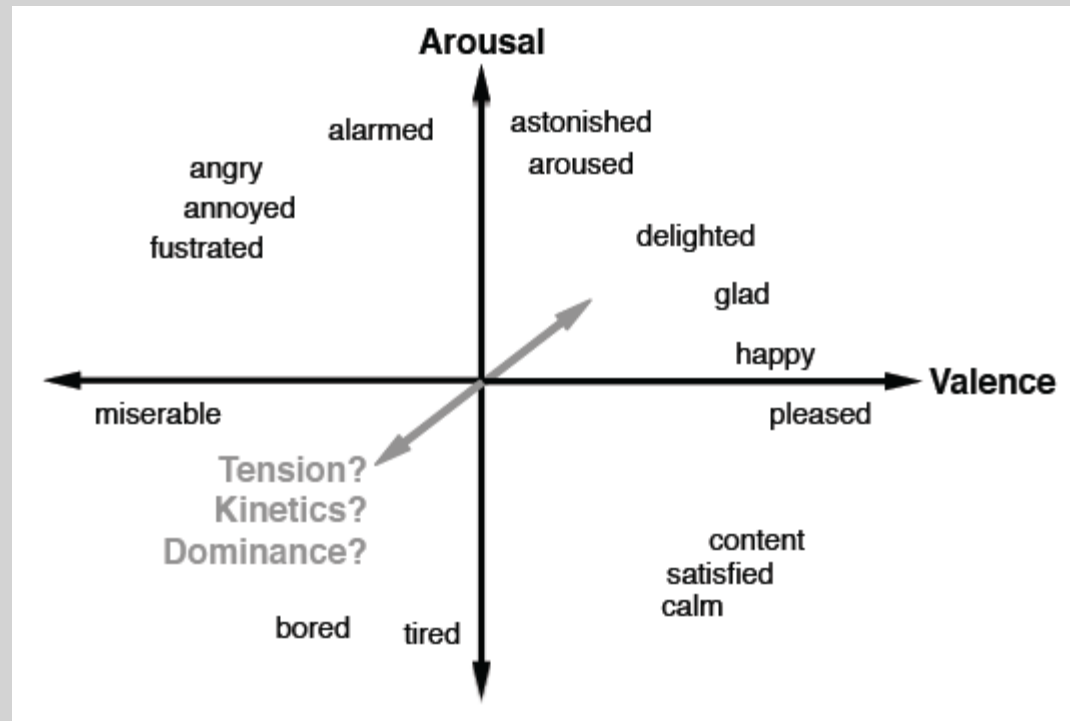 Arousal
alarmed
astonished
aroused
angry
annoyed
fustrated
delighted
glad
happy
Valence
miserable
pleased
Tension?
Kinetics?
Dominance?
content
satisfied
calm
bored
tired